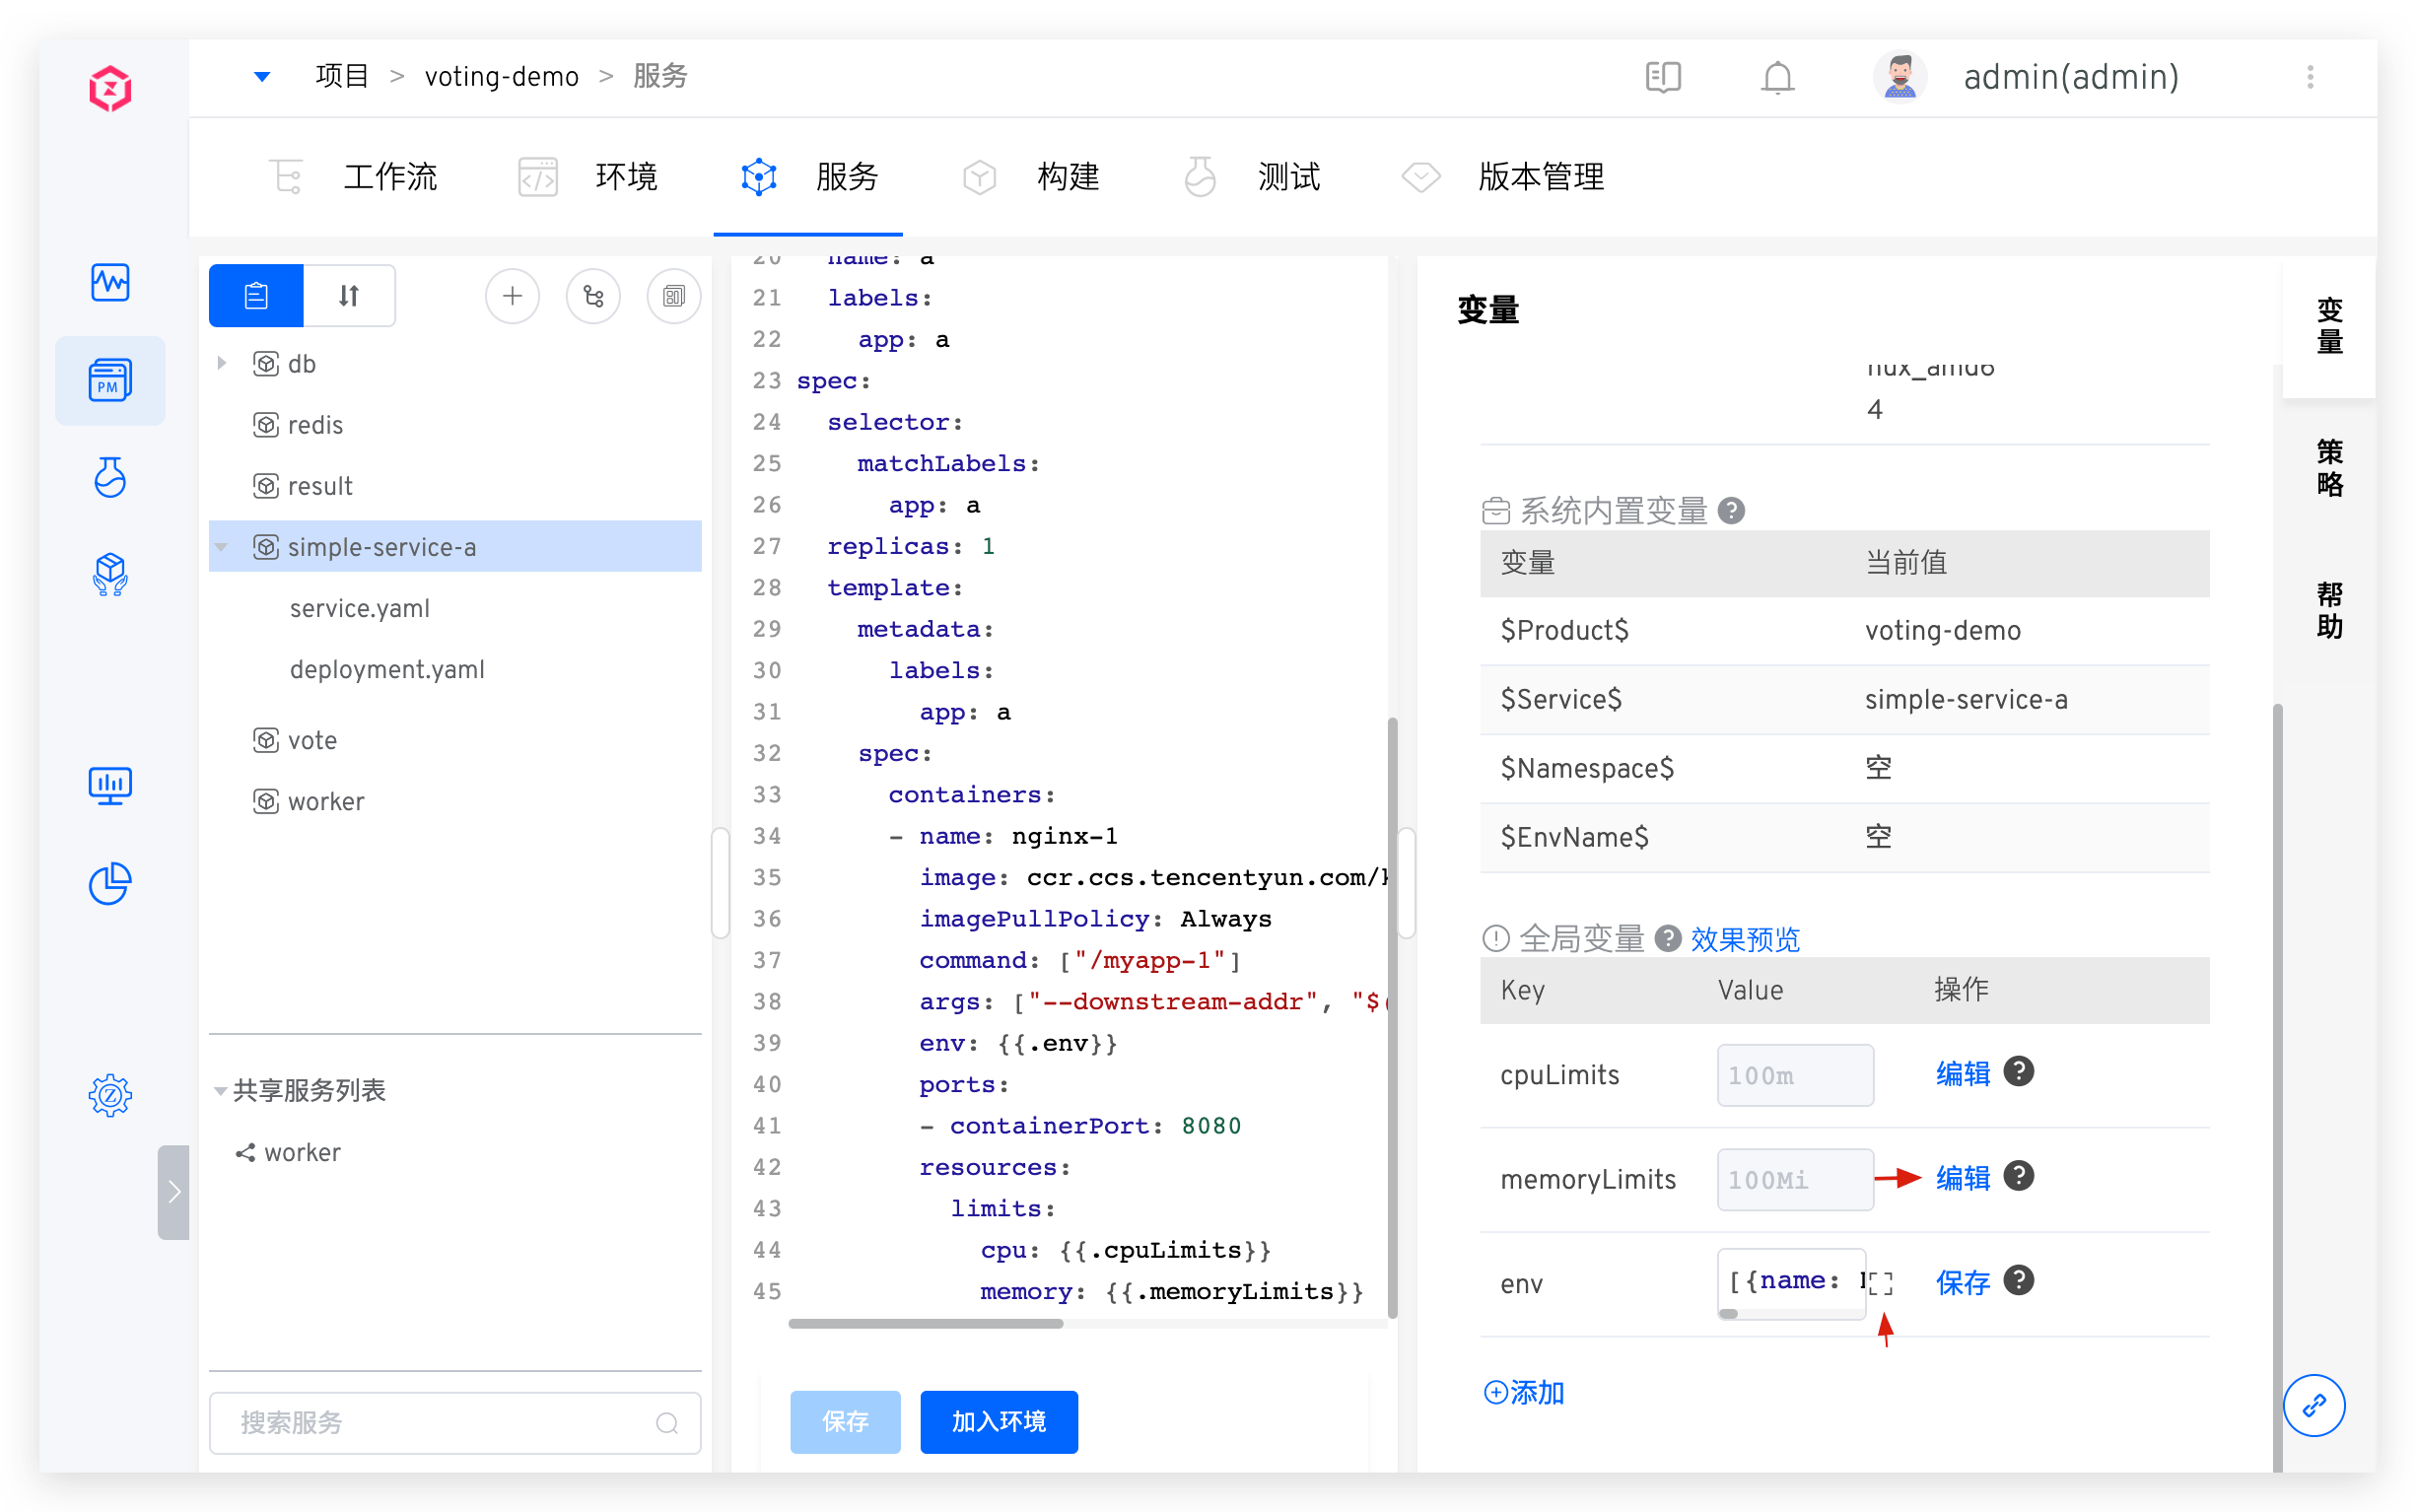 项目 > voting-demo > 服务
admin(admin)
工作流 环境 服务 构建 测试 版本管理
PM
db
redis
result
simple-service-a
service.yaml
deployment.yaml
vote
worker
共享服务列表
worker
搜索服务
20 name: a
21 labels:
22 app: a
23 spec:
24 selector:
25 matchLabels:
26 app: a
27 replicas: 1
28 template:
29 metadata:
30 labels:
31 app: a
32 spec:
33 containers:
34 - name: nginx-1
35 image: ccr.ccs.tencentyun.com/
36 imagePullPolicy: Always
37 command: ["/myapp-1"]
38 args: ["--downstream-addr", "$(
39 env: {{.env}}
40 ports:
41 - containerPort: 8080
42 resources:
43 limits:
44 cpu: {{.cpuLimits}}
45 memory: {{.memoryLimits}}
保存 加入环境
变量
nux_amd6
4
系统内置变量 ?
变量 当前值
$Product$ voting-demo
$Service$ simple-service-a
$Namespace$ 空
$EnvName$ 空
全局变量 ? 效果预览
Key Value 操作
cpuLimits 100m 编辑 ?
memoryLimits 100Mi 编辑 ?
env [{name: 保存 ?
添加
变量
策略
帮助